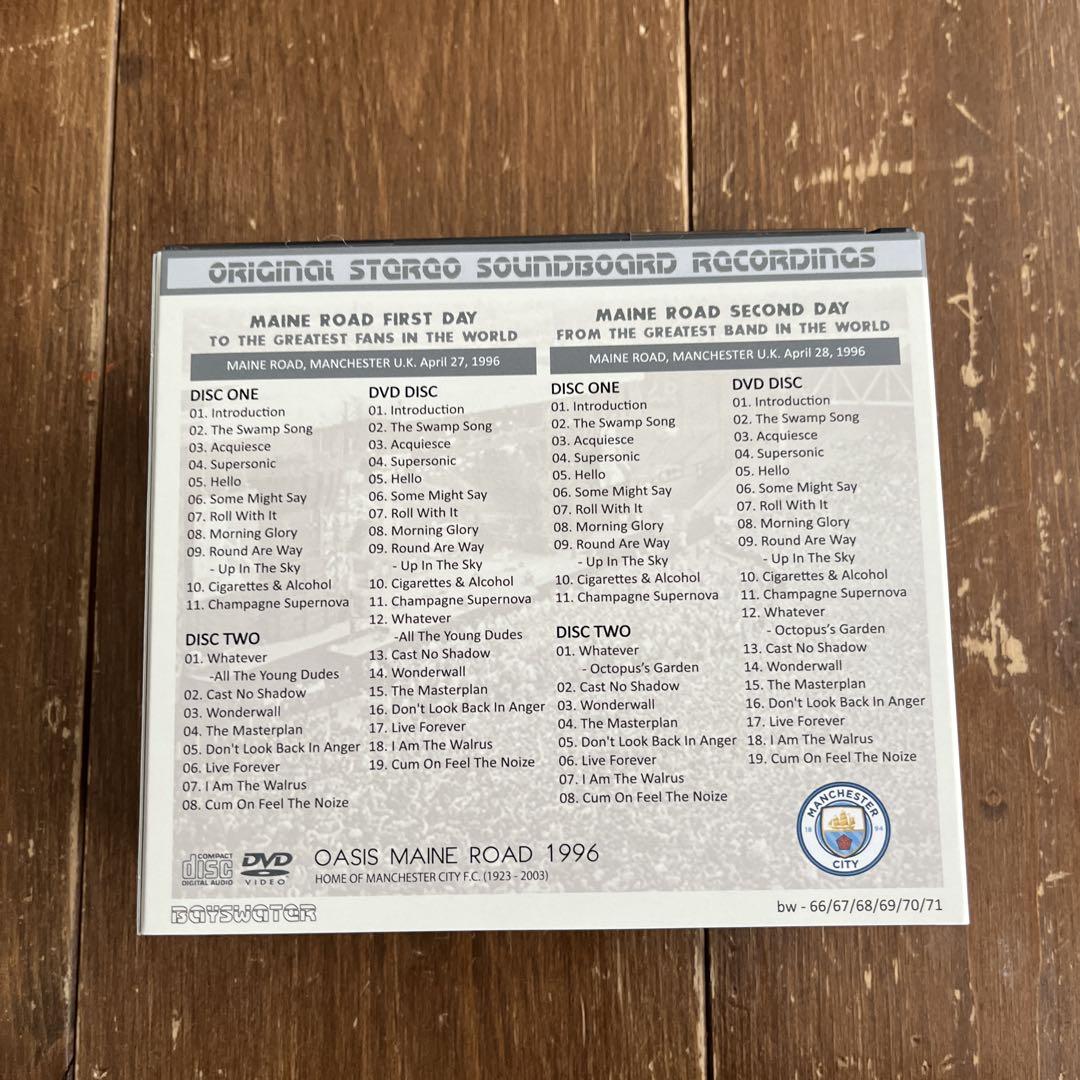 ORIGINAL STEREO SOUNDBOARD RECORDINGS
MAINE ROAD FIRST DAY
TO THE GREATEST FANS IN THE WORLD
MAINE ROAD, MANCHESTER U.K. April 27, 1996
DISC ONE
01. Introduction
02. The Swamp Song
03. Acquiesce
04. Supersonic
05. Hello
06. Some Might Say
07. Roll With It
08. Morning Glory
09. Round Are Way
- Up In The Sky
10. Cigarettes & Alcohol
11. Champagne Supernova
DISC TWO
01. Whatever
-All The Young Dudes
02. Cast No Shadow
03. Wonderwall
04. The Masterplan
05. Don't Look Back In Anger
06. Live Forever
07. I Am The Walrus
08. Cum On Feel The Noize
DVD DISC
01. Introduction
02. The Swamp Song
03. Acquiesce
04. Supersonic
05. Hello
06. Some Might Say
07. Roll With It
08. Morning Glory
09. Round Are Way
- Up In The Sky
10. Cigarettes & Alcohol
11. Champagne Supernova
12. Whatever
-All The Young Dudes
13. Cast No Shadow
14. Wonderwall
15. The Masterplan
16. Don't Look Back In Anger
17. Live Forever
18. I Am The Walrus
19. Cum On Feel The Noize
MAINE ROAD SECOND DAY
FROM THE GREATEST BAND IN THE WORLD
MAINE ROAD, MANCHESTER U.K. April 28, 1996
DISC ONE
01. Introduction
02. The Swamp Song
03. Acquiesce
04. Supersonic
05. Hello
06. Some Might Say
07. Roll With It
08. Morning Glory
09. Round Are Way
- Up In The Sky
10. Cigarettes & Alcohol
11. Champagne Supernova
DISC TWO
01. Whatever
- Octopus's Garden
02. Cast No Shadow
03. Wonderwall
04. The Masterplan
05. Don't Look Back In Anger
06. Live Forever
07. I Am The Walrus
08. Cum On Feel The Noize
DVD DISC
01. Introduction
02. The Swamp Song
03. Acquiesce
04. Supersonic
05. Hello
06. Some Might Say
07. Roll With It
08. Morning Glory
09. Round Are Way
- Up In The Sky
10. Cigarettes & Alcohol
11. Champagne Supernova
12. Whatever
- Octopus's Garden
13. Cast No Shadow
14. Wonderwall
15. The Masterplan
16. Don't Look Back In Anger
17. Live Forever
18. I Am The Walrus
19. Cum On Feel The Noize
MANCHESTER
18 94
CITY
COMPACT
disc
DIGITAL AUDIO
DVD
VIDEO
OASIS MAINE ROAD 1996
HOME OF MANCHESTER CITY F.C. (1923 - 2003)
BAYSWATER
bw - 66/67/68/69/70/71